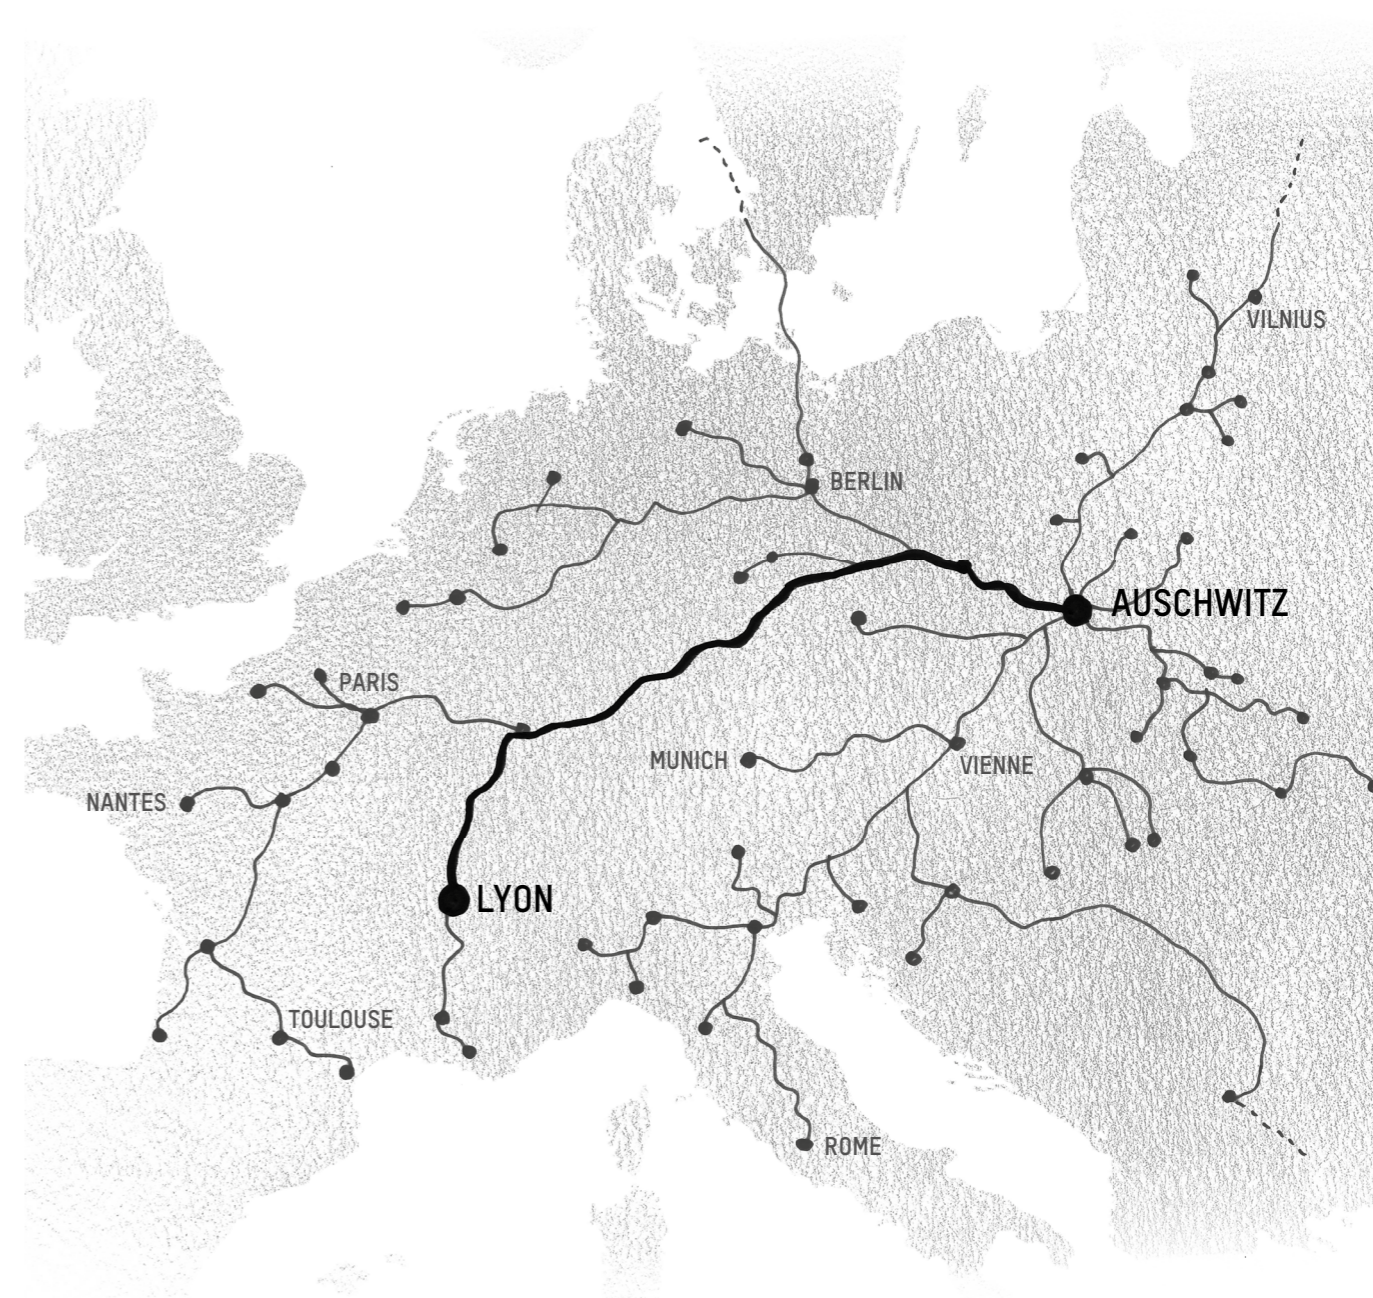 VILNIUS
BERLIN
AUSCHWITZ
PARIS
MUNICH
VIENNE
NANTES
LYON
TOULOUSE
ROME